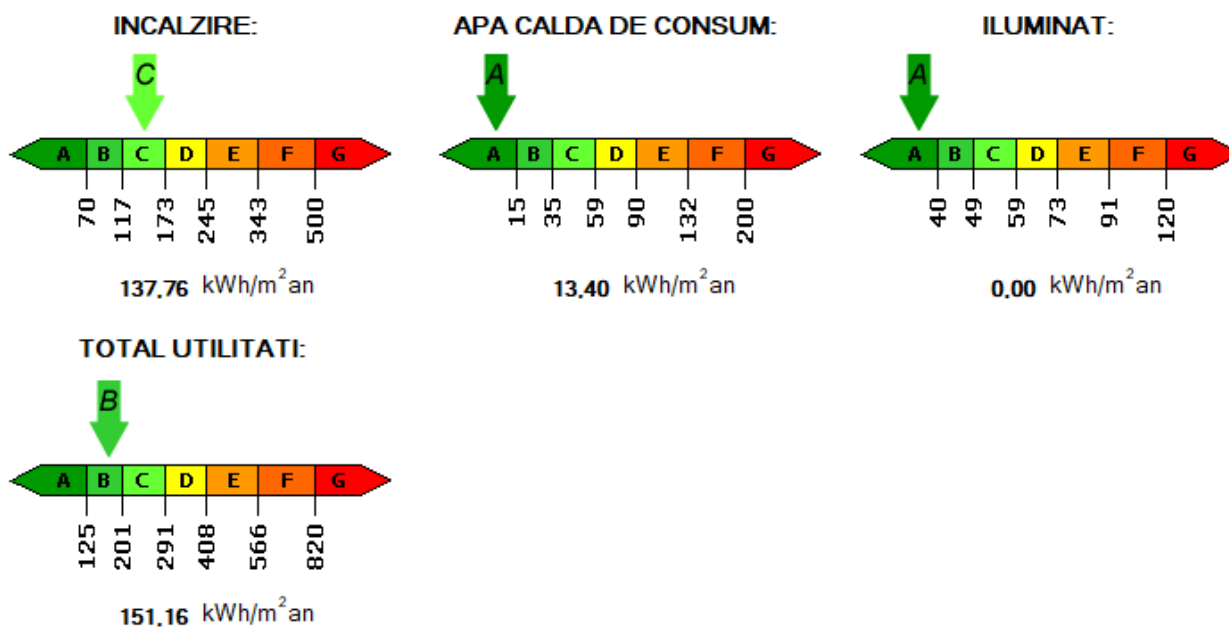 INCALZIRE:
C
A B C D E F G
70 117 173 245 343 500
137,76 kWh/m²an
APA CALDA DE CONSUM:
A
A B C D E F G
15 35 59 90 132 200
13,40 kWh/m²an
ILUMINAT:
A
A B C D E F G
40 49 59 73 91 120
0,00 kWh/m²an
TOTAL UTILITATI:
B
A B C D E F G
125 201 291 408 566 820
151,16 kWh/m²an